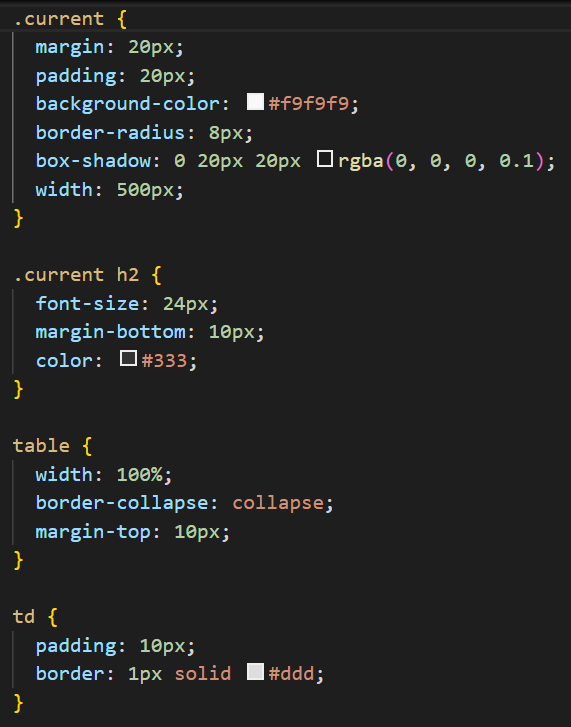 .current {
  margin: 20px;
  padding: 20px;
  background-color: #f9f9f9;
  border-radius: 8px;
  box-shadow: 0 20px 20px rgba(0, 0, 0, 0.1);
  width: 500px;
}

.current h2 {
  font-size: 24px;
  margin-bottom: 10px;
  color: #333;
}

table {
  width: 100%;
  border-collapse: collapse;
  margin-top: 10px;
}

td {
  padding: 10px;
  border: 1px solid #ddd;
}